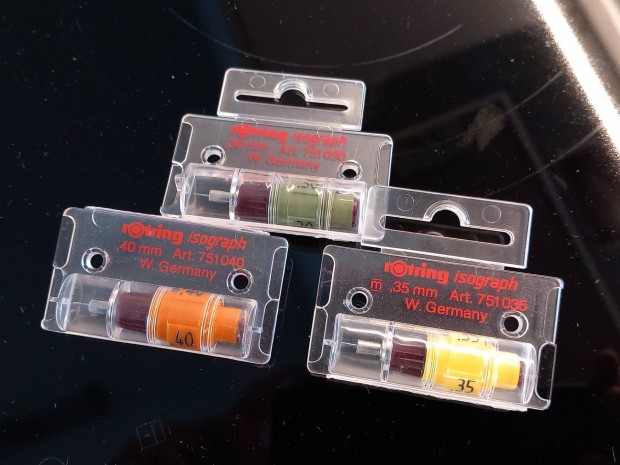 rotring isograph
W. Germany
.30
rotring isograph
.40 mm Art. 751040
W. Germany
40
rotring isograph
m .35 mm Art. 751035
W. Germany
.35